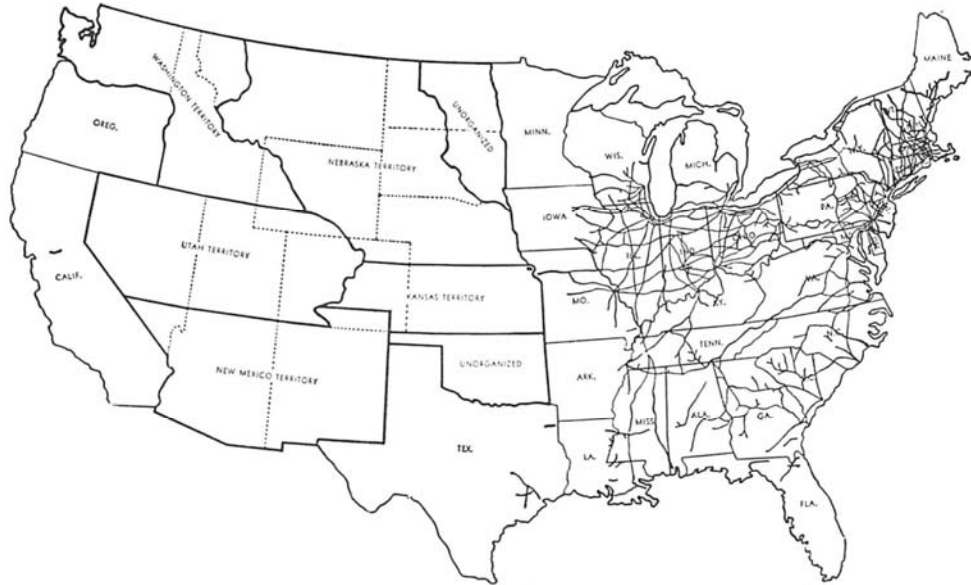 MAINE
WASHINGTON TERRITORY
OREG.
UNORGANIZED
MINN.
NEBRASKA TERRITORY
WIS.
MICH.
N.Y.
PA.
IOWA
UTAH TERRITORY
CALIF.
KANSAS TERRITORY
MO.
IL.
O.
KY.
VA.
TENN.
N.
NEW MEXICO TERRITORY
UNORGANIZED
ARK.
MISS
ALA.
GA.
TEX.
LA.
FLA.